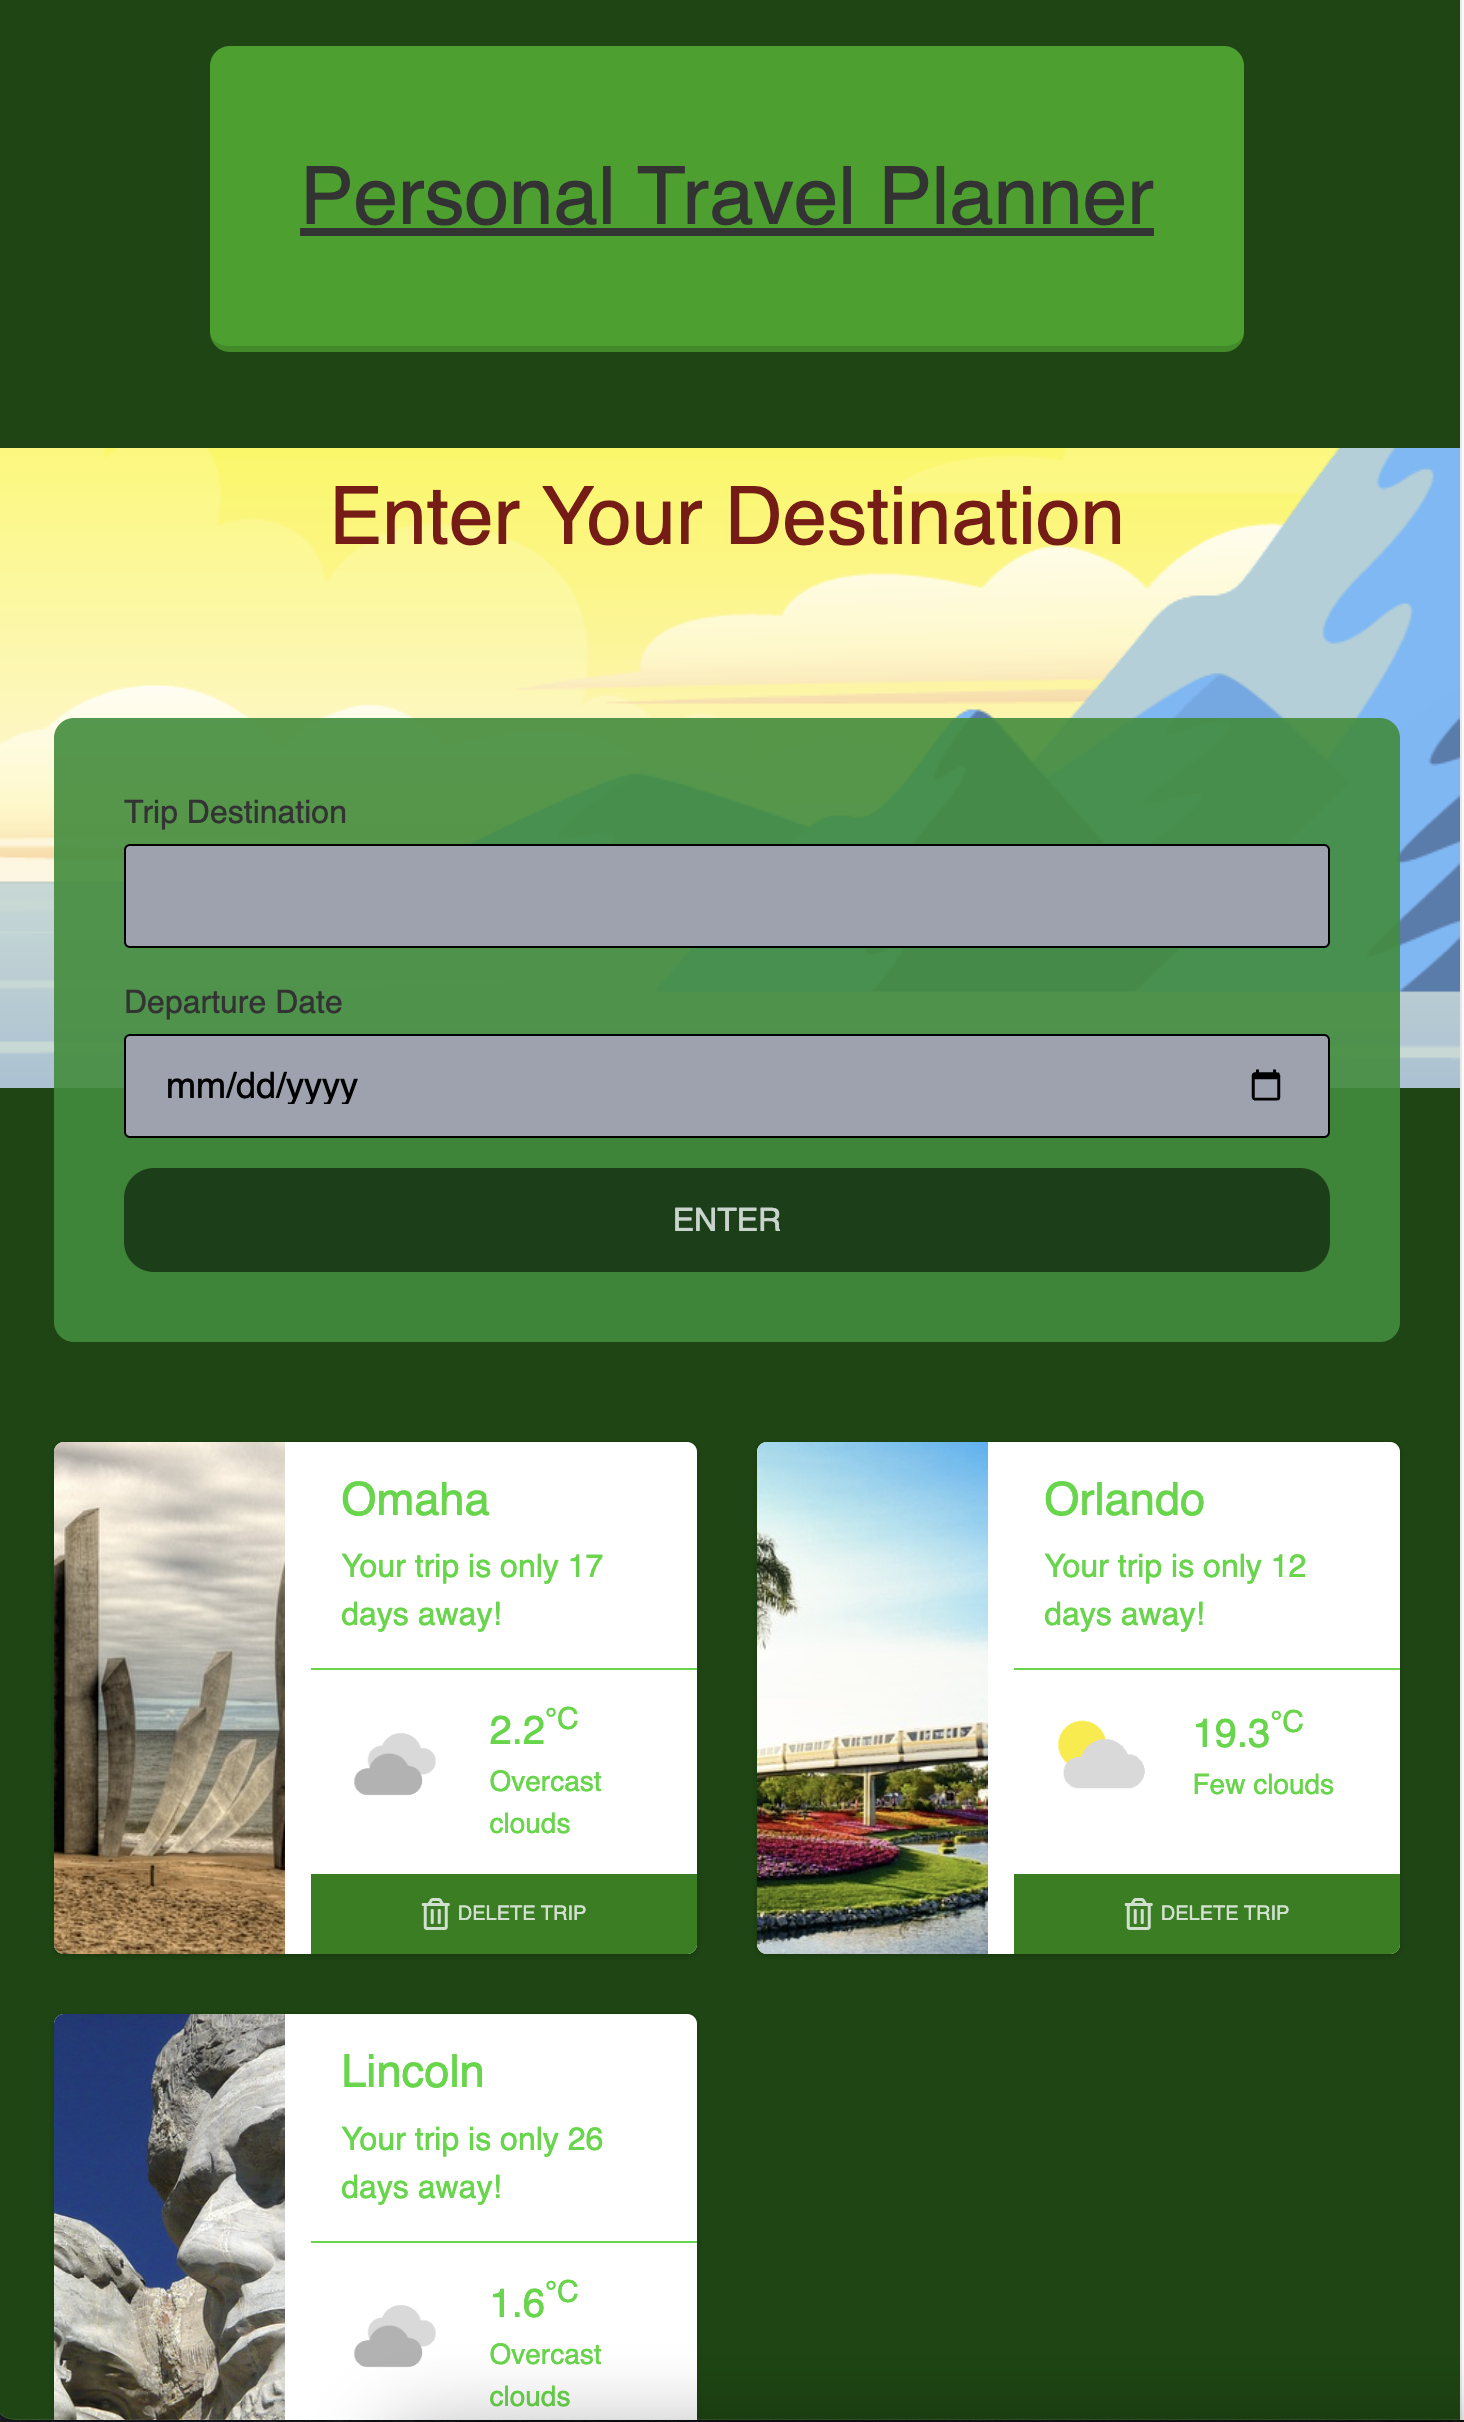 Personal Travel Planner
Enter Your Destination
Trip Destination
Departure Date
mm/dd/yyyy
ENTER
Omaha
Your trip is only 17
days away!
2.2°C
Overcast
clouds
DELETE TRIP
Orlando
Your trip is only 12
days away!
19.3°C
Few clouds
DELETE TRIP
Lincoln
Your trip is only 26
days away!
1.6°C
Overcast
clouds